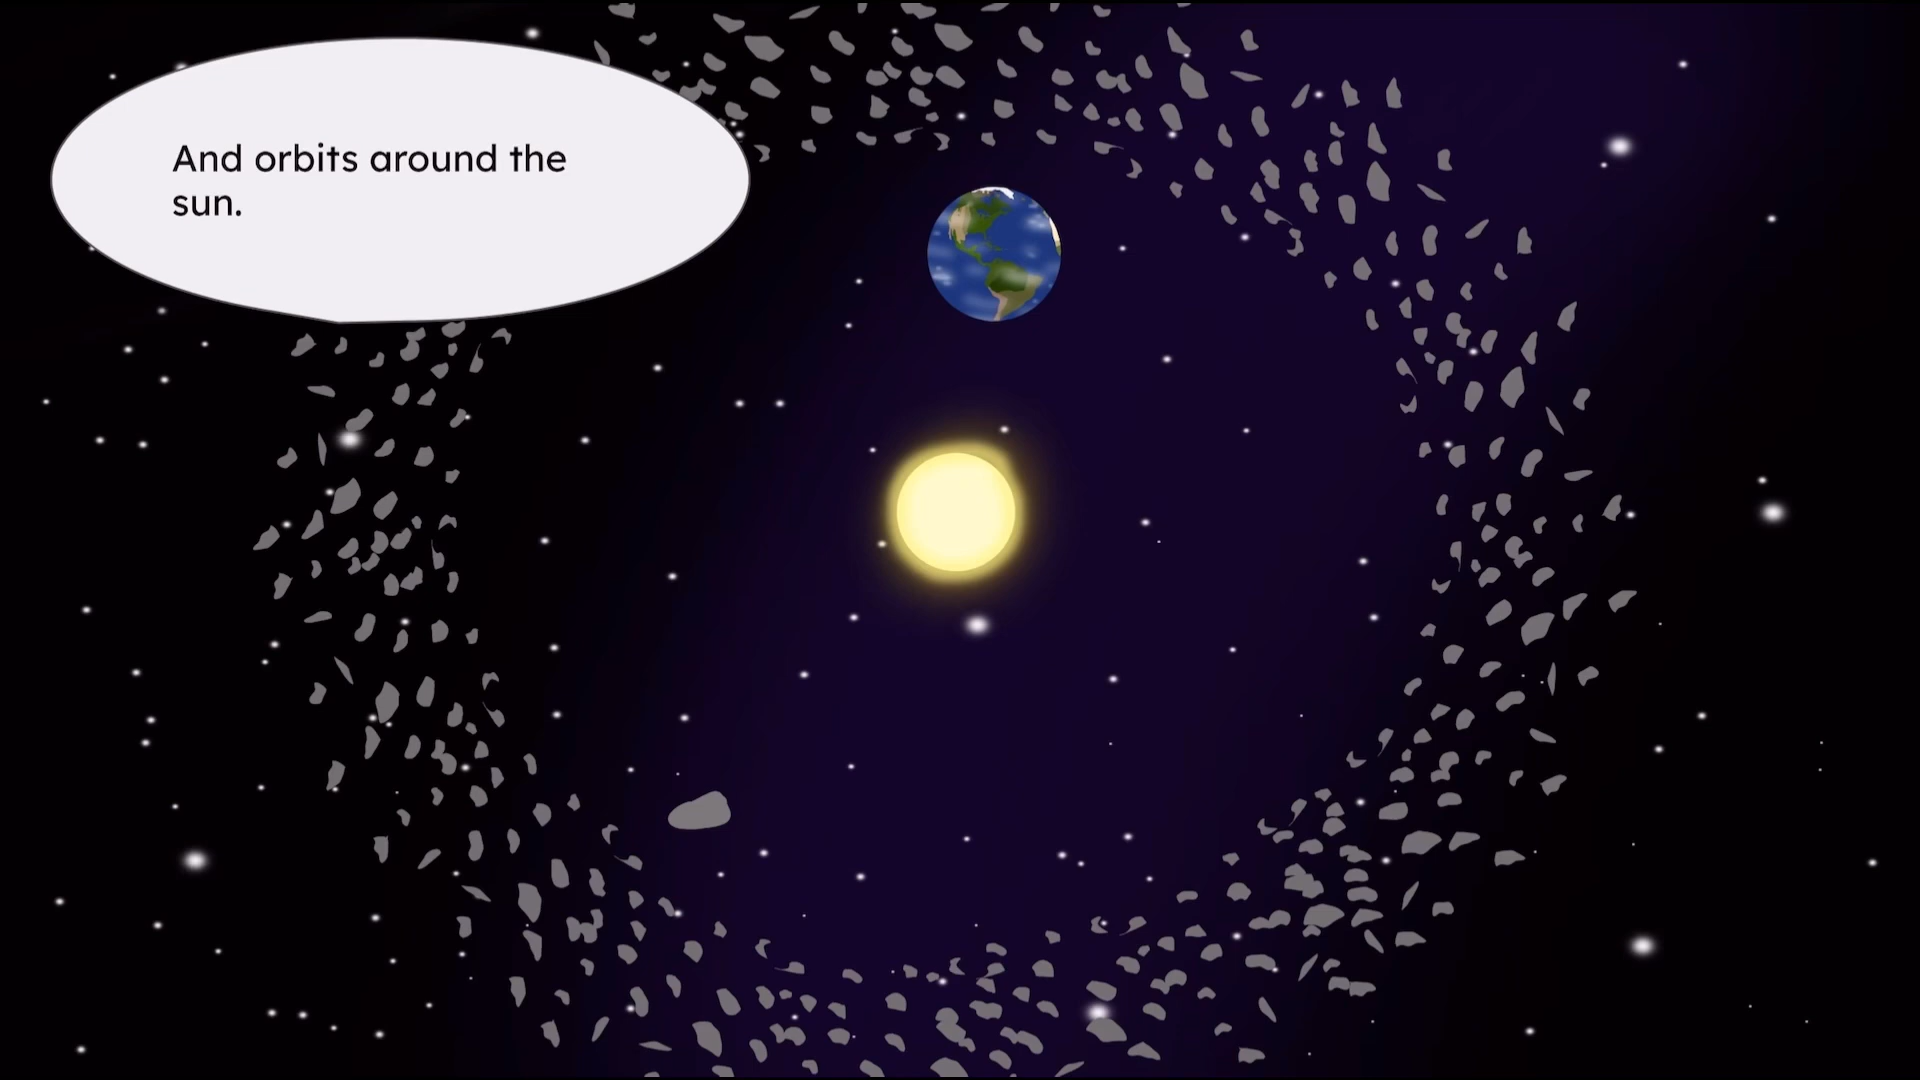 And orbits around the
sun.